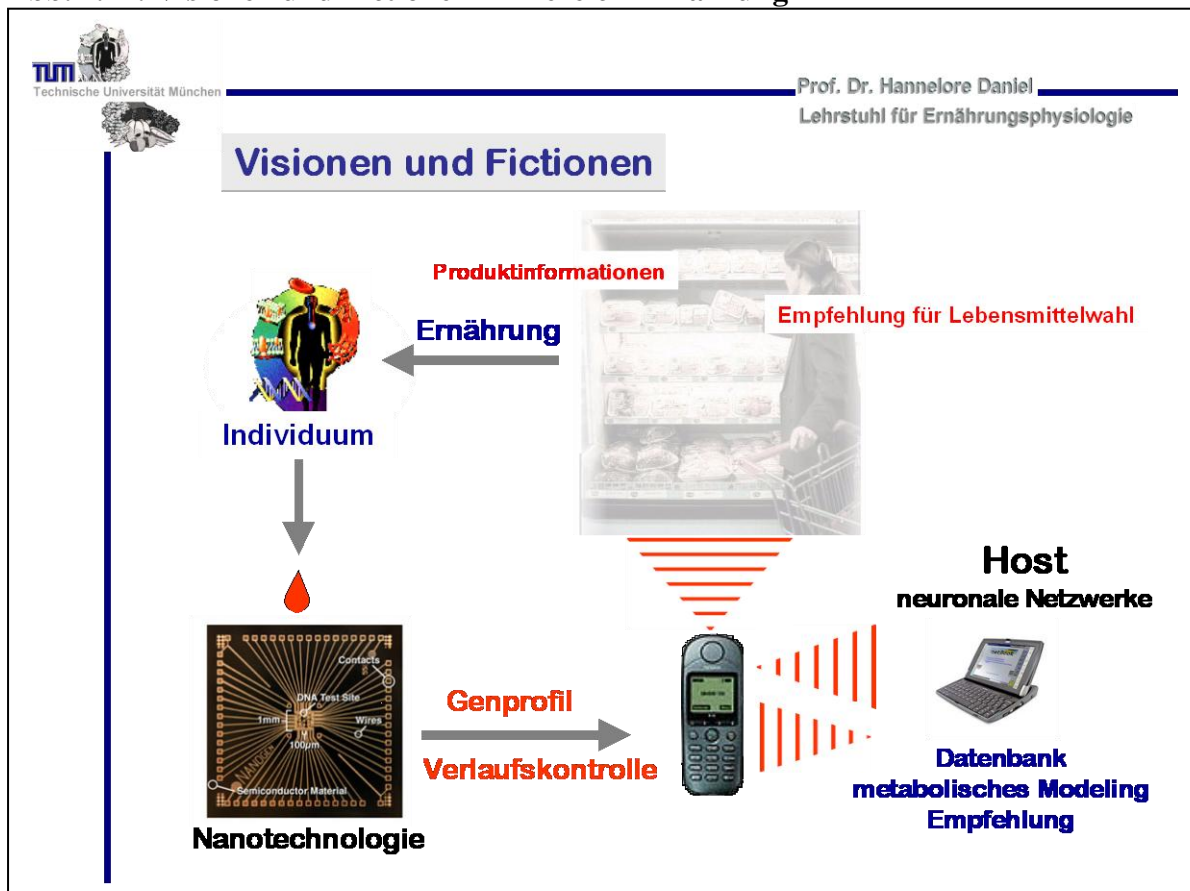 TUM
Technische Universität München
Prof. Dr. Hannelore Daniel
Lehrstuhl für Ernährungsphysiologie
Visionen und Fictionen
Produktinformationen
Empfehlung für Lebensmittelwahl
Ernährung
Individuum
Host
neuronale Netzwerke
Contacts
DNA Test Site
1mm
Wires
100µm
NANOGEN
Semiconductor Material
Nanotechnologie
Genprofil
Verlaufskontrolle
Datenbank
metabolisches Modeling
Empfehlung